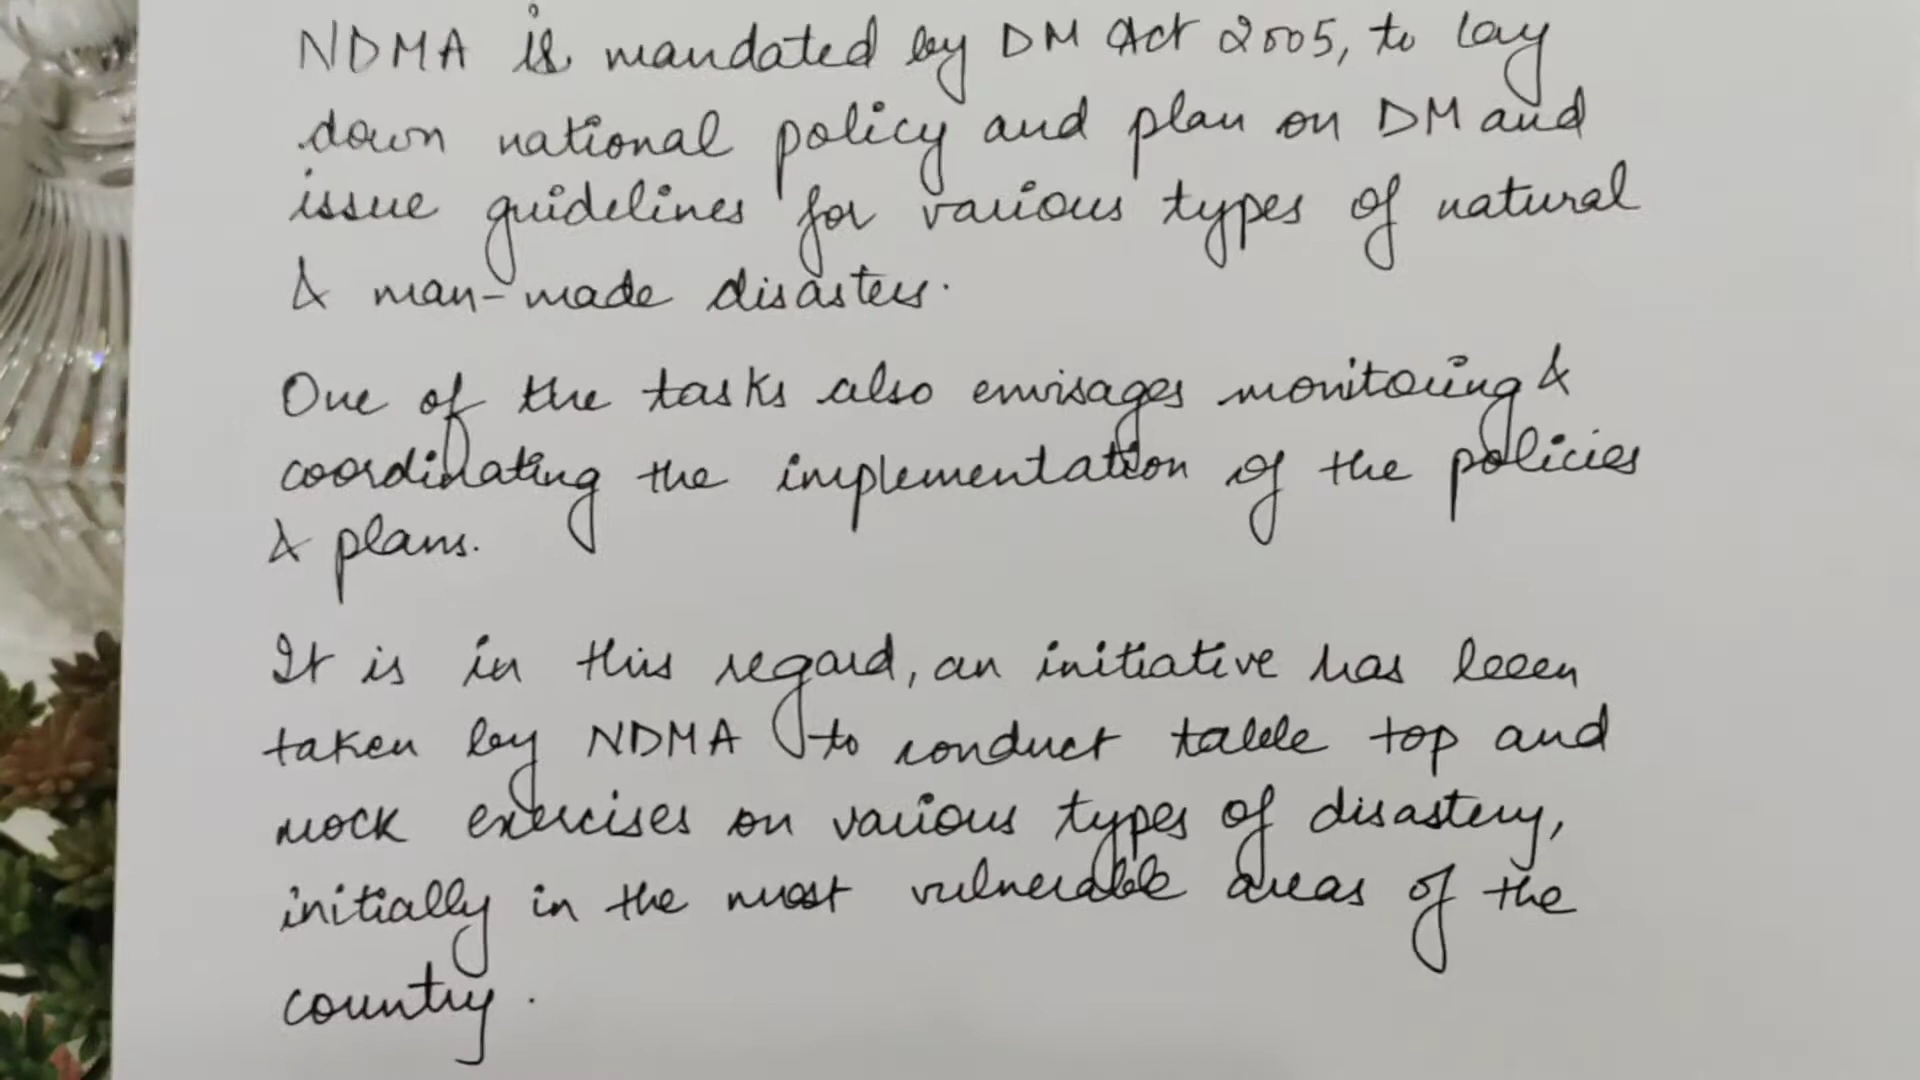 NDMA is mandated by DM Act 2005, to lay
down national policy and plan on DM and
issue guidelines for various types of natural
& man-made disasters.
One of the tasks also envisages monitoring &
coordinating the implementation of the policies
& plans.
It is in this regard, an initiative has been
taken by NDMA to conduct table top and
mock exercises on various types of disasters,
initially in the most vulnerable areas of the
country.